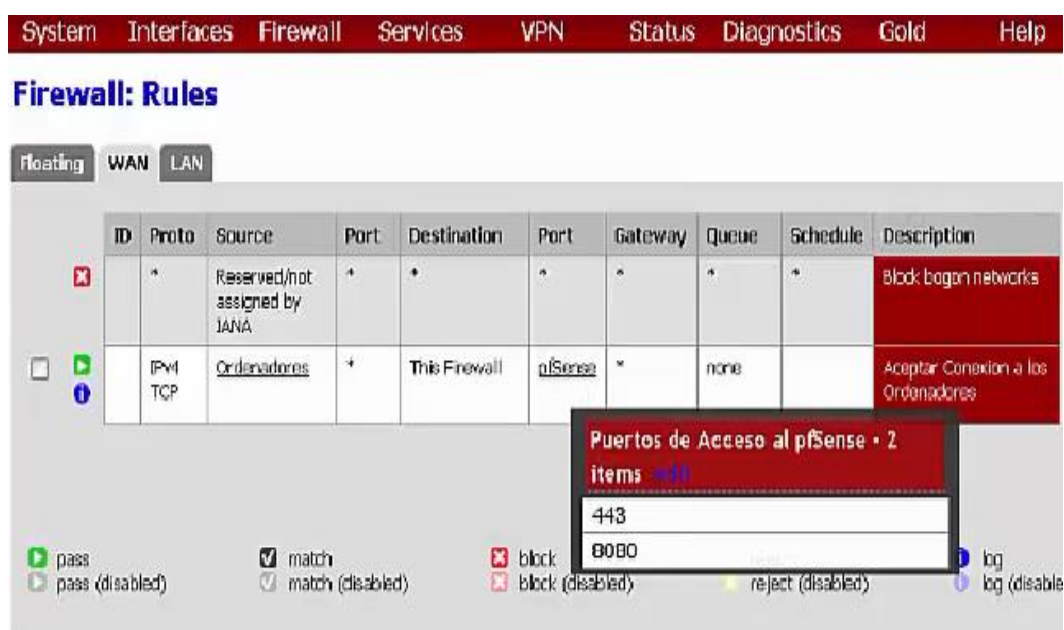 System Interfaces Firewall Services VPN Status Diagnostics Gold Help
Firewall: Rules
Floating WAN LAN
ID Proto Source Port Destination Port Gateway Queue Schedule Description
* Reserved/not assigned by IANA * * * * * * Block bogon networks
IPv4 TCP Ordenadores * This Firewall pfSense * none Aceptar Conexion a los Ordenadores
Puertos de Acceso al pfSense • 2
items edit
443
8080
pass match block log
pass (disabled) match (disabled) block (disabled) reject (disabled) log (disable